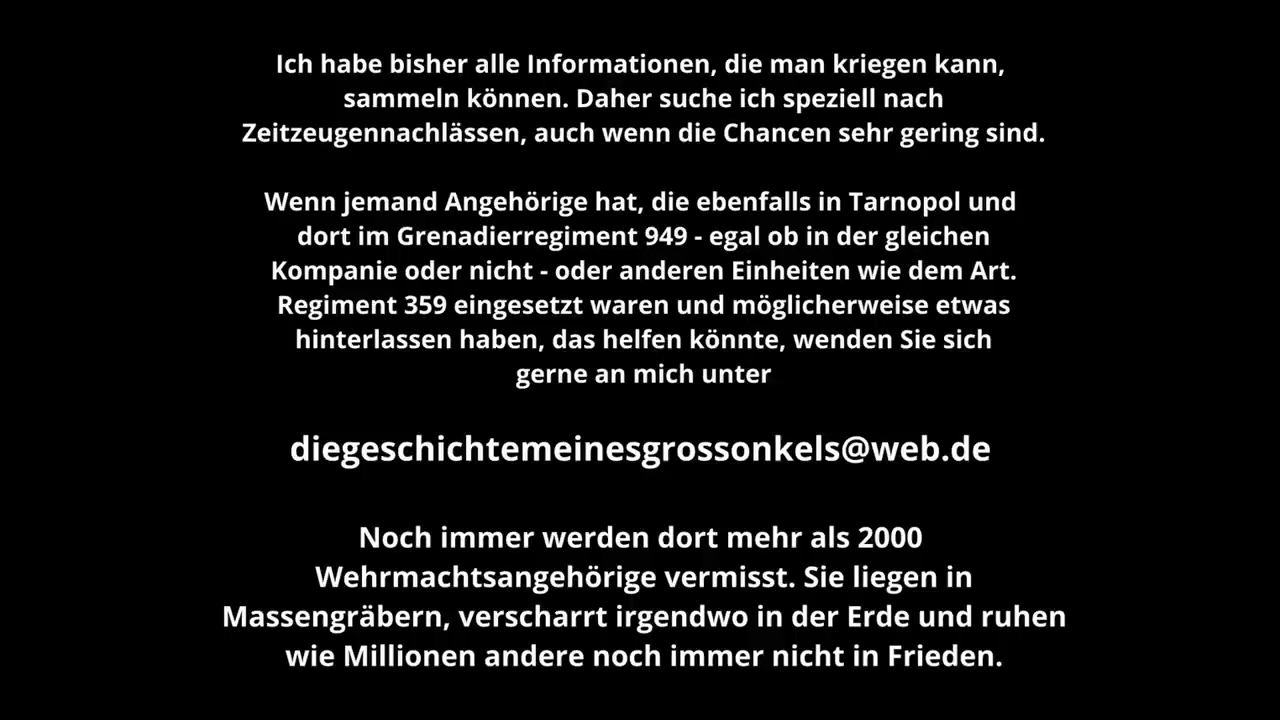 Ich habe bisher alle Informationen, die man kriegen kann,
sammeln können. Daher suche ich speziell nach
Zeitzeugennachlässen, auch wenn die Chancen sehr gering sind.
Wenn jemand Angehörige hat, die ebenfalls in Tarnopol und
dort im Grenadierregiment 949 - egal ob in der gleichen
Kompanie oder nicht - oder anderen Einheiten wie dem Art.
Regiment 359 eingesetzt waren und möglicherweise etwas
hinterlassen haben, das helfen könnte, wenden Sie sich
gerne an mich unter
diegeschichtemeinesgrossonkels@web.de
Noch immer werden dort mehr als 2000
Wehrmachtsangehörige vermisst. Sie liegen in
Massengräbern, verscharrt irgendwo in der Erde und ruhen
wie Millionen andere noch immer nicht in Frieden.